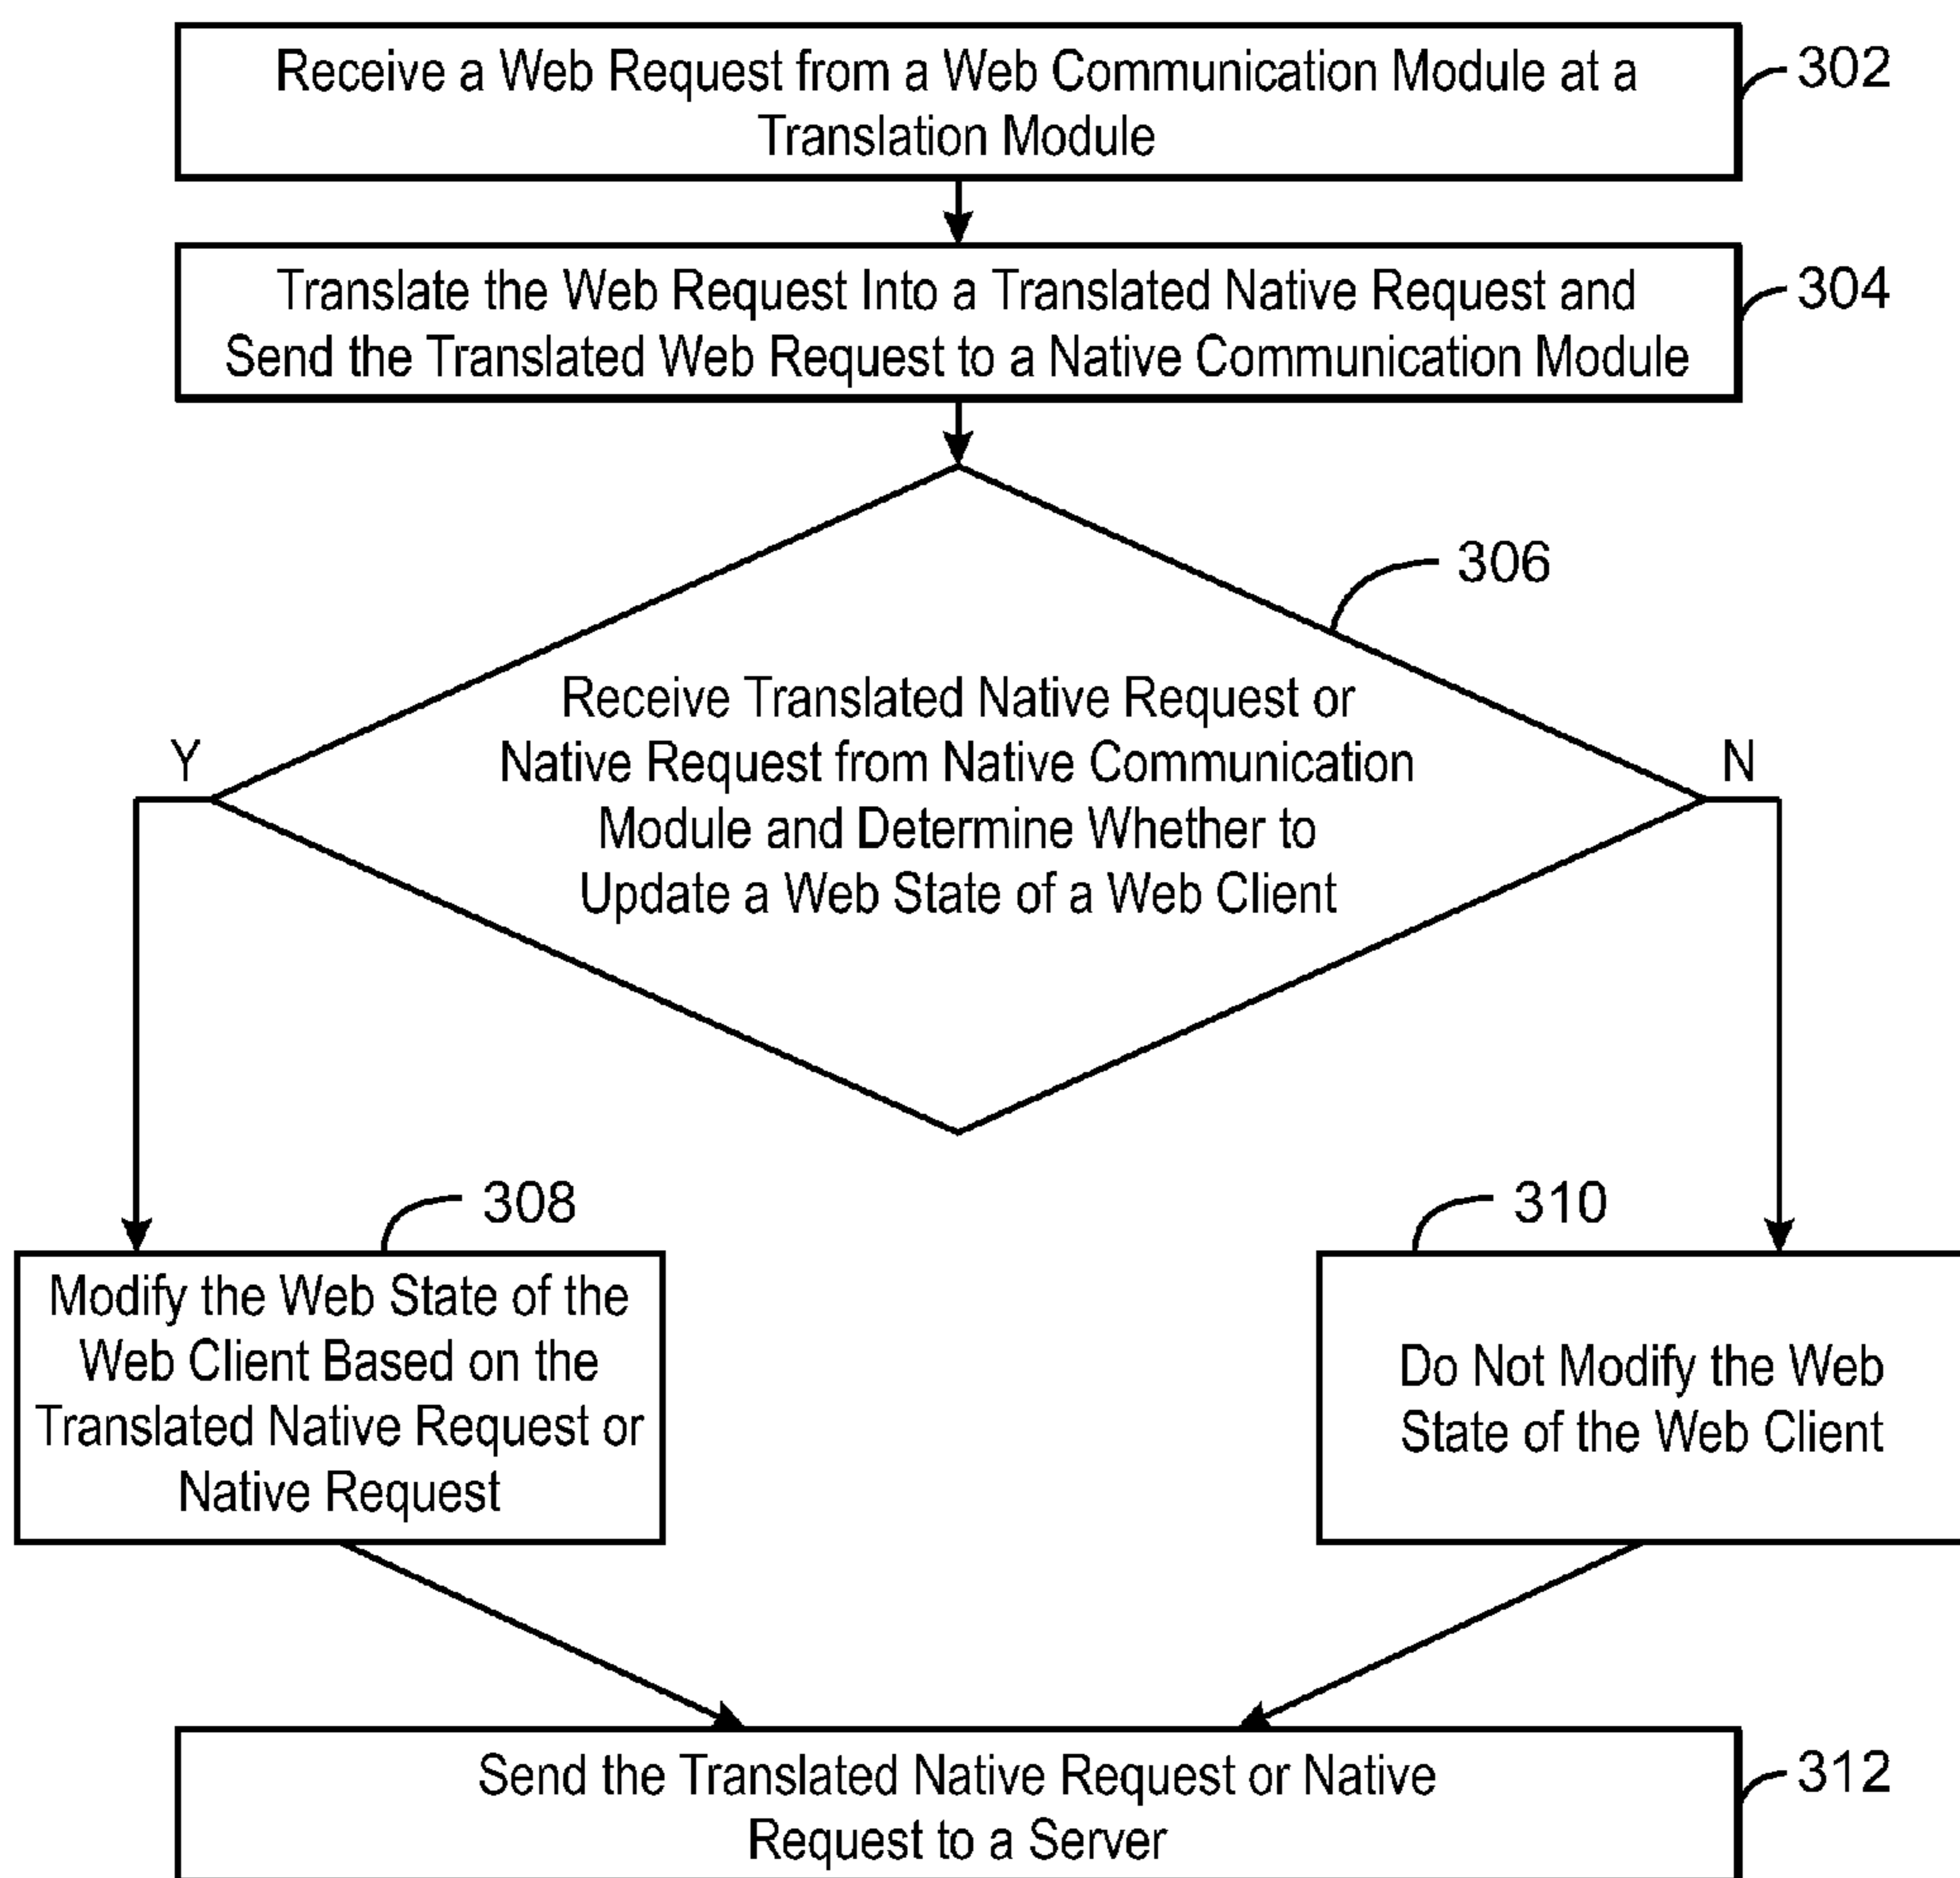 Receive a Web Request from a Web Communication Module at a
Translation Module
302
Translate the Web Request Into a Translated Native Request and
Send the Translated Web Request to a Native Communication Module
304
306
Receive Translated Native Request or
Native Request from Native Communication
Module and Determine Whether to
Update a Web State of a Web Client
Y
N
308
Modify the Web State of the
Web Client Based on the
Translated Native Request or
Native Request
310
Do Not Modify the Web
State of the Web Client
Send the Translated Native Request or Native
Request to a Server
312